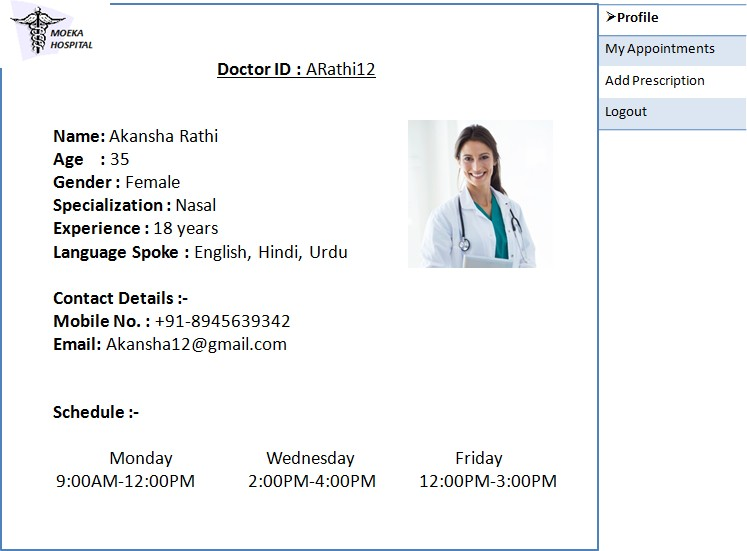 MOEKA
HOSPITAL
Doctor ID : ARathi12
Name: Akansha Rathi
Age : 35
Gender : Female
Specialization : Nasal
Experience : 18 years
Language Spoke : English, Hindi, Urdu
Contact Details :-
Mobile No. : +91-8945639342
Email: Akansha12@gmail.com
Schedule :-
Monday Wednesday Friday
9:00AM-12:00PM 2:00PM-4:00PM 12:00PM-3:00PM
➢Profile
My Appointments
Add Prescription
Logout